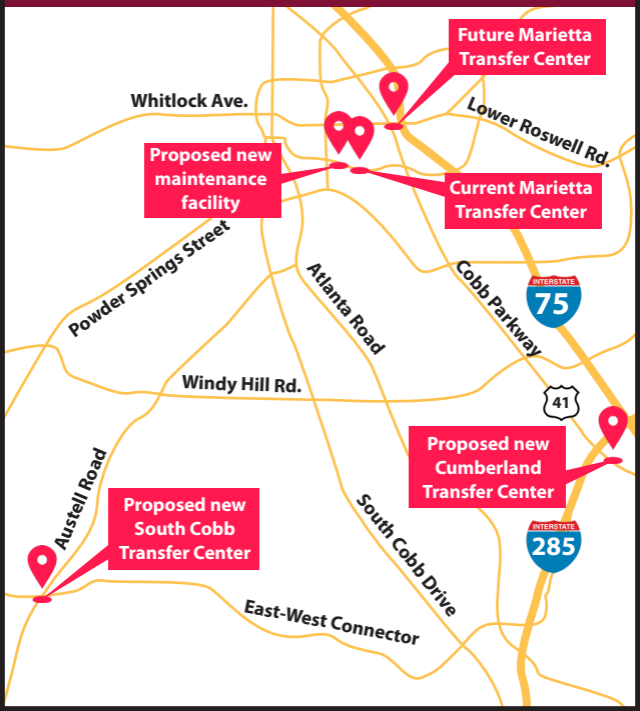 Future Marietta
Transfer Center
Whitlock Ave.
Lower Roswell Rd.
Proposed new
maintenance
facility
Current Marietta
Transfer Center
Powder Springs Street
Atlanta Road
Cobb Parkway
INTERSTATE
75
Windy Hill Rd.
41
Proposed new
Cumberland
Transfer Center
Austell Road
Proposed new
South Cobb
Transfer Center
South Cobb Drive
INTERSTATE
285
East-West Connector